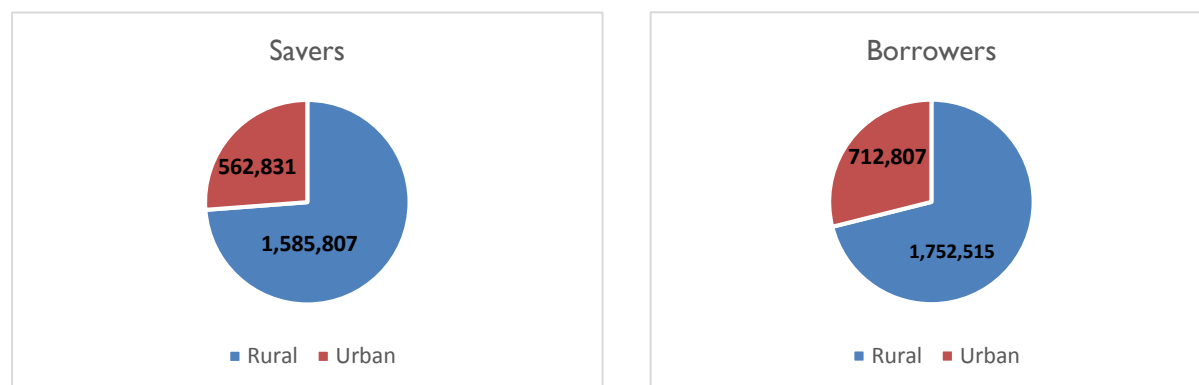 Savers
562,831
1,585,807
Rural Urban
Borrowers
712,807
1,752,515
Rural Urban